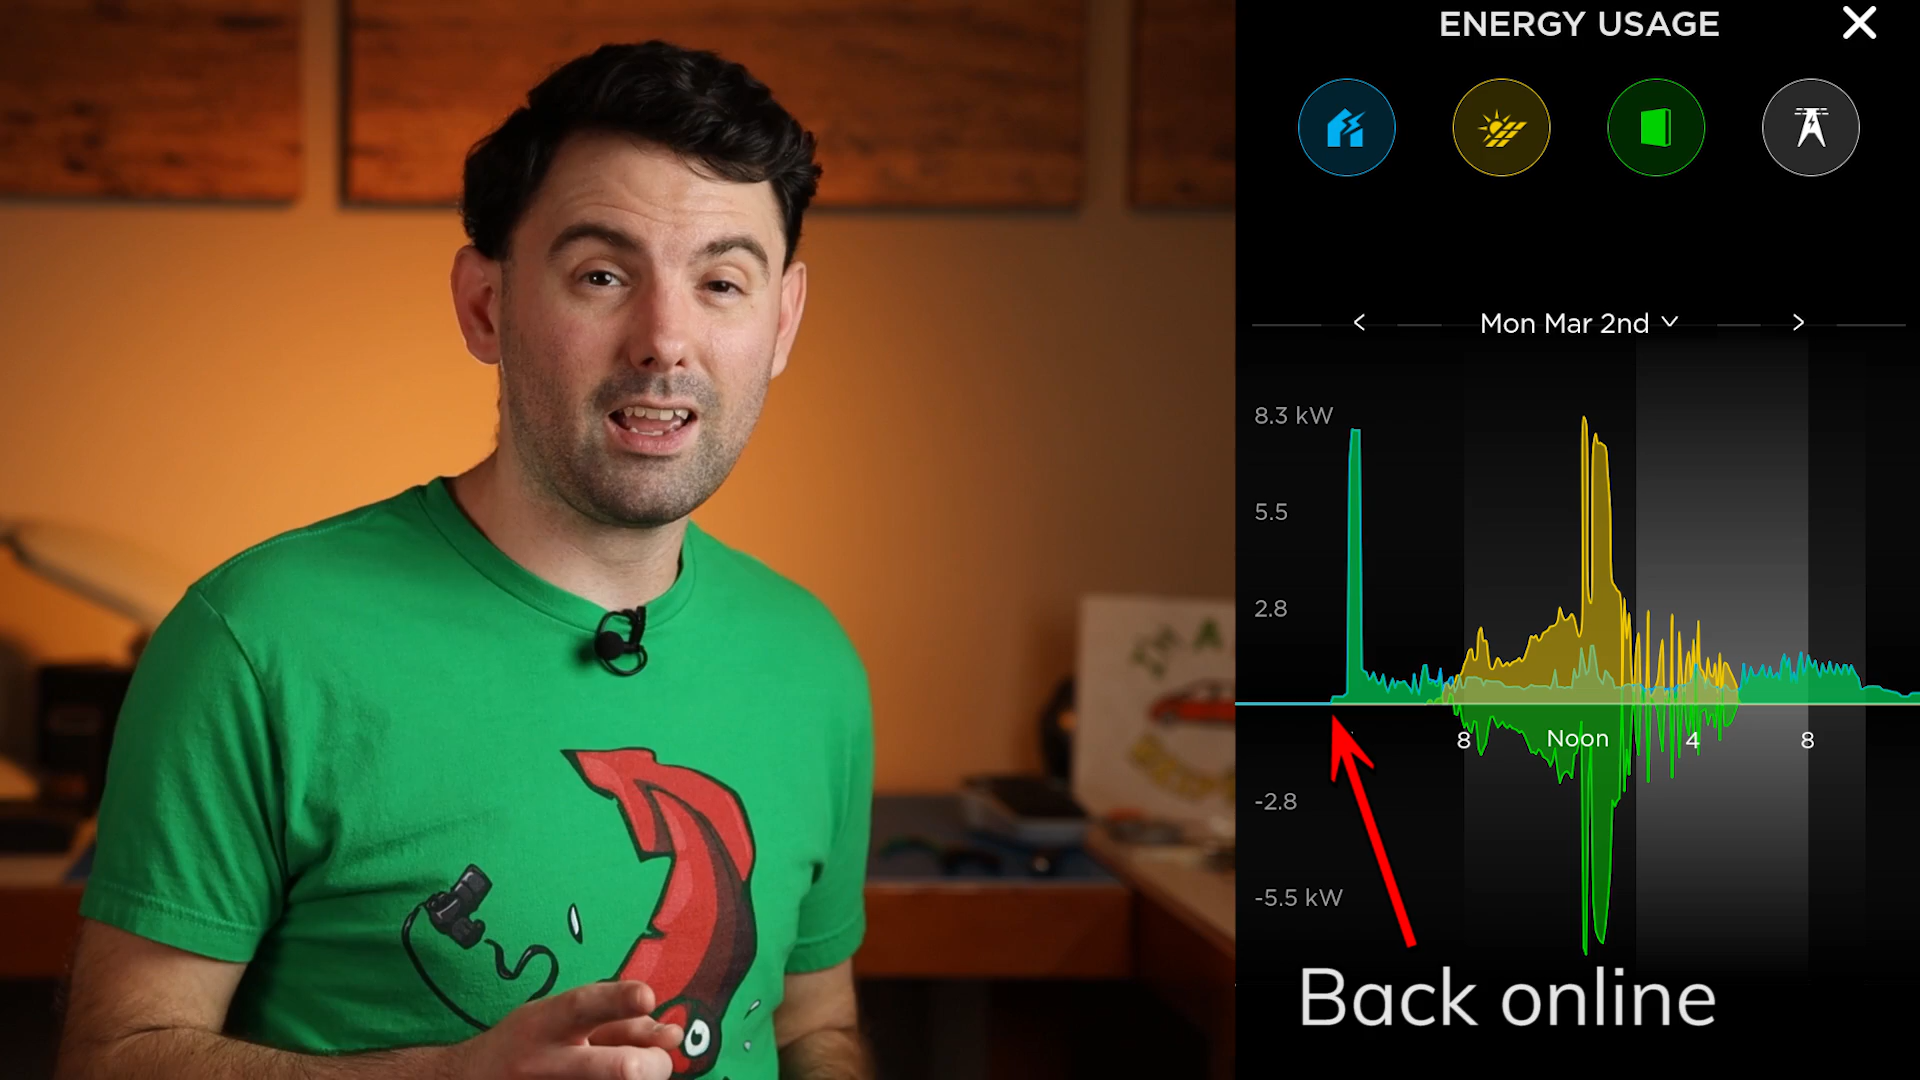 ENERGY USAGE
Mon Mar 2nd
8.3 kW
5.5
2.8
8 Noon 4 8
-2.8
-5.5 kW
Back online